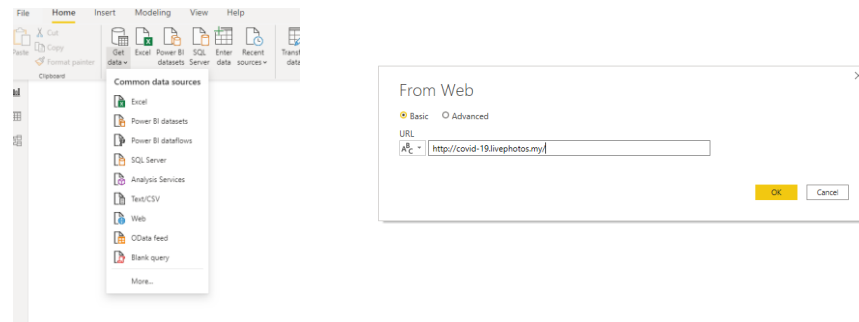 File Home Insert Modeling View Help
Paste
Cut
Copy
Format painter
Clipboard
Get data
Excel
Power BI datasets
SQL Server
Enter data
Recent sources
data
Common data sources
Excel
Power BI datasets
Power BI dataflows
SQL Server
Analysis Services
Text/CSV
Web
OData feed
Blank query
More...
From Web
Basic Advanced
URL
ABC http://covid-19.livephotos.my/
OK Cancel